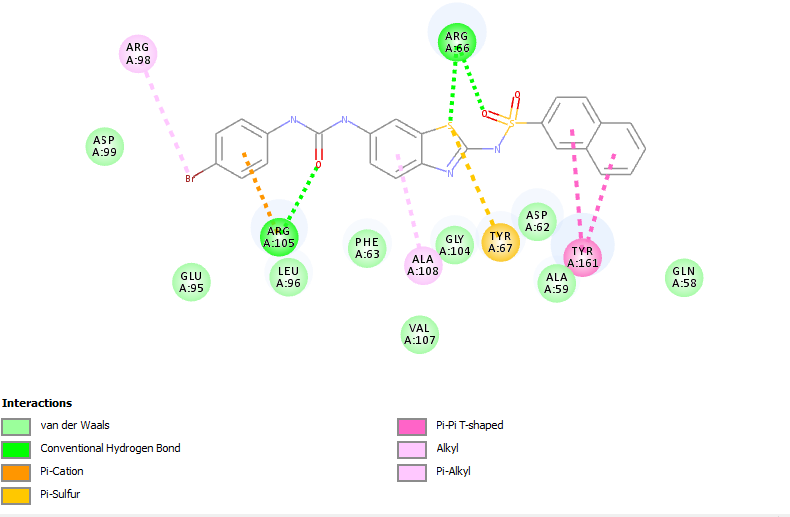 ARG
A:66
ARG
A:98
O
O
S
S
N
N
N
N
O
Br
ASP
A:99
ARG
A:105
PHE
A:63
GLY
A:104
TYR
A:67
ASP
A:62
TYR
A:161
ALA
A:108
LEU
A:96
GLU
A:95
ALA
A:59
GLN
A:58
VAL
A:107
Interactions
van der Waals
Conventional Hydrogen Bond
Pi-Cation
Pi-Sulfur
Pi-Pi T-shaped
Alkyl
Pi-Alkyl